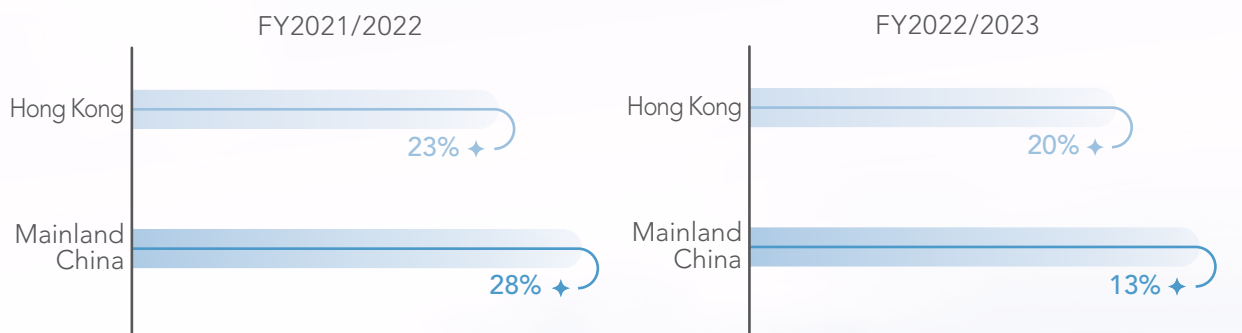 FY2021/2022
Hong Kong
23%
Mainland
China
28%
FY2022/2023
Hong Kong
20%
Mainland
China
13%